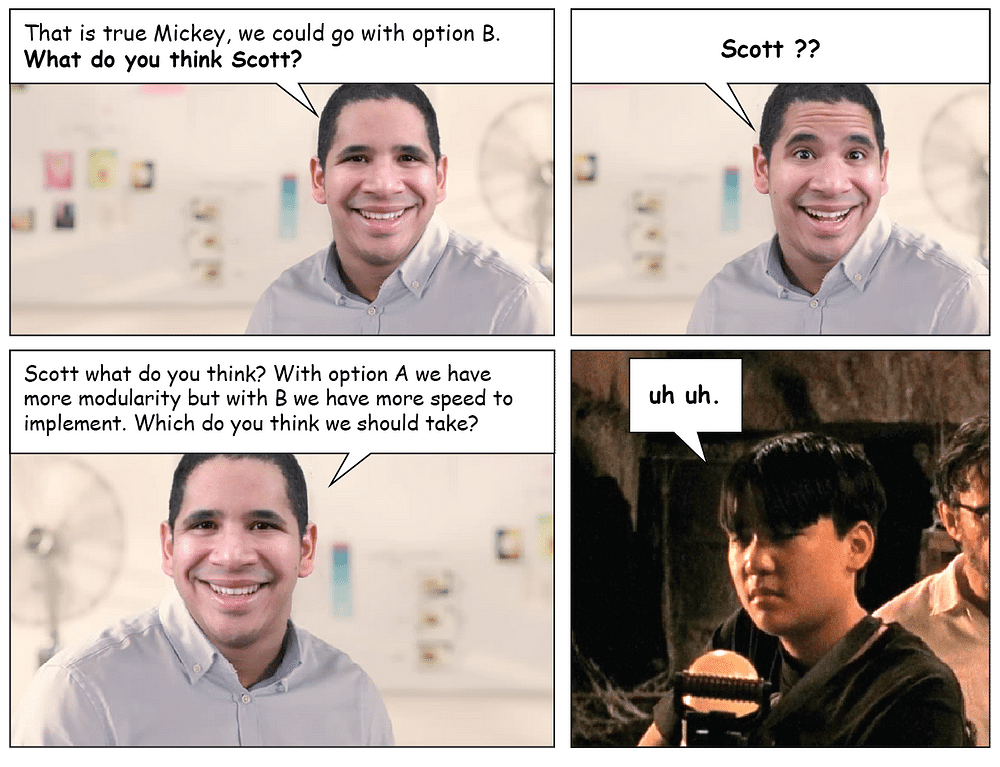 That is true Mickey, we could go with option B.
What do you think Scott?
Scott ??
Scott what do you think? With option A we have
more modularity but with B we have more speed to
implement. Which do you think we should take?
uh uh.